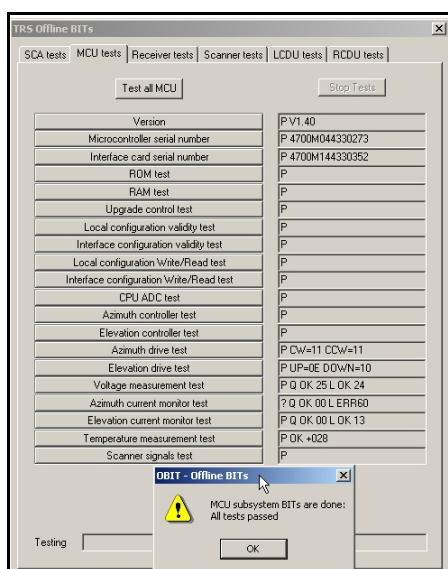 TRS Offline BITs
SCA tests MCU tests Receiver tests Scanner tests LCDU tests RCDU tests
Test all MCU Stop Tests
Version P V1.40
Microcontroller serial number P 4700M044330273
Interface card serial number P 4700M144330352
ROM test P
RAM test P
Upgrade control test P
Local configuration validity test P
Interface configuration validity test P
Local configuration Write/Read test P
Interface configuration Write/Read test P
CPU ADC test P
Azimuth controller test P
Elevation controller test P
Azimuth drive test P CW=11 CCW=11
Elevation drive test P UP=0E DOWN=10
Voltage measurement test P Q OK 25 L OK 24
Azimuth current monitor test ? Q OK 00 L ERR60
Elevation current monitor test P Q OK 00 L OK 13
Temperature measurement test P OK +028
Scanner signals test P
OBIT - Offline BITs
MCU subsystem BITs are done:
All tests passed
Testing
OK